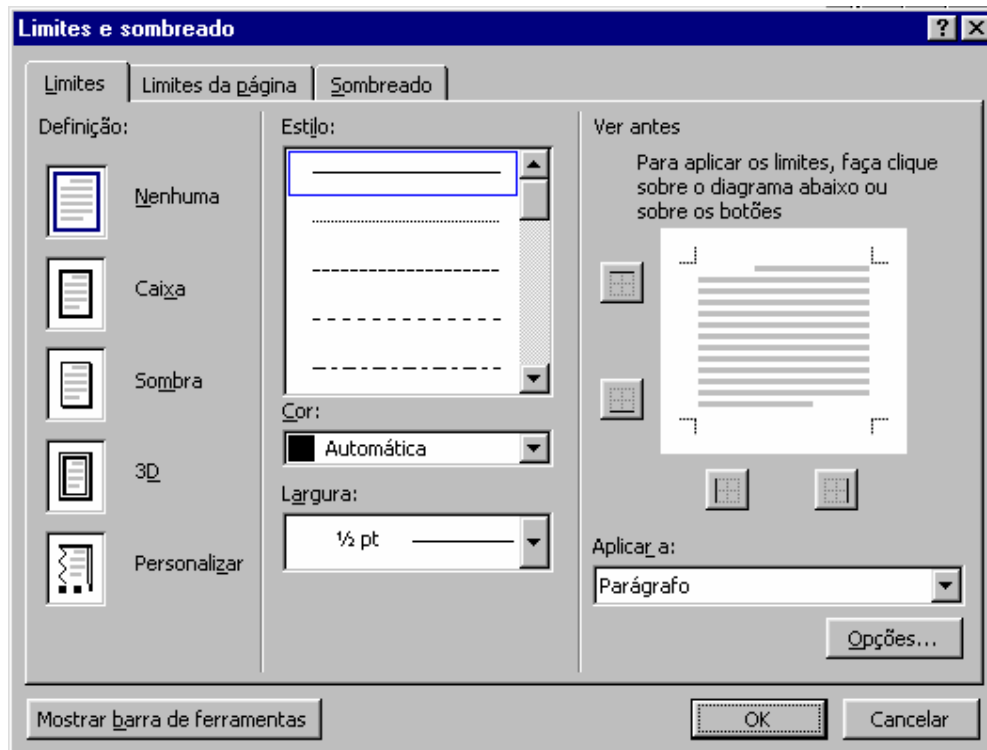 Limites e sombreado
Limites
Limites da página
Sombreado
Definição:
Nenhuma
Caixa
Sombra
3D
Personalizar
Estilo:
Cor:
Automática
Largura:
½ pt
Ver antes
Para aplicar os limites, faça clique
sobre o diagrama abaixo ou
sobre os botões
Aplicar a:
Parágrafo
Opções...
Mostrar barra de ferramentas
OK
Cancelar